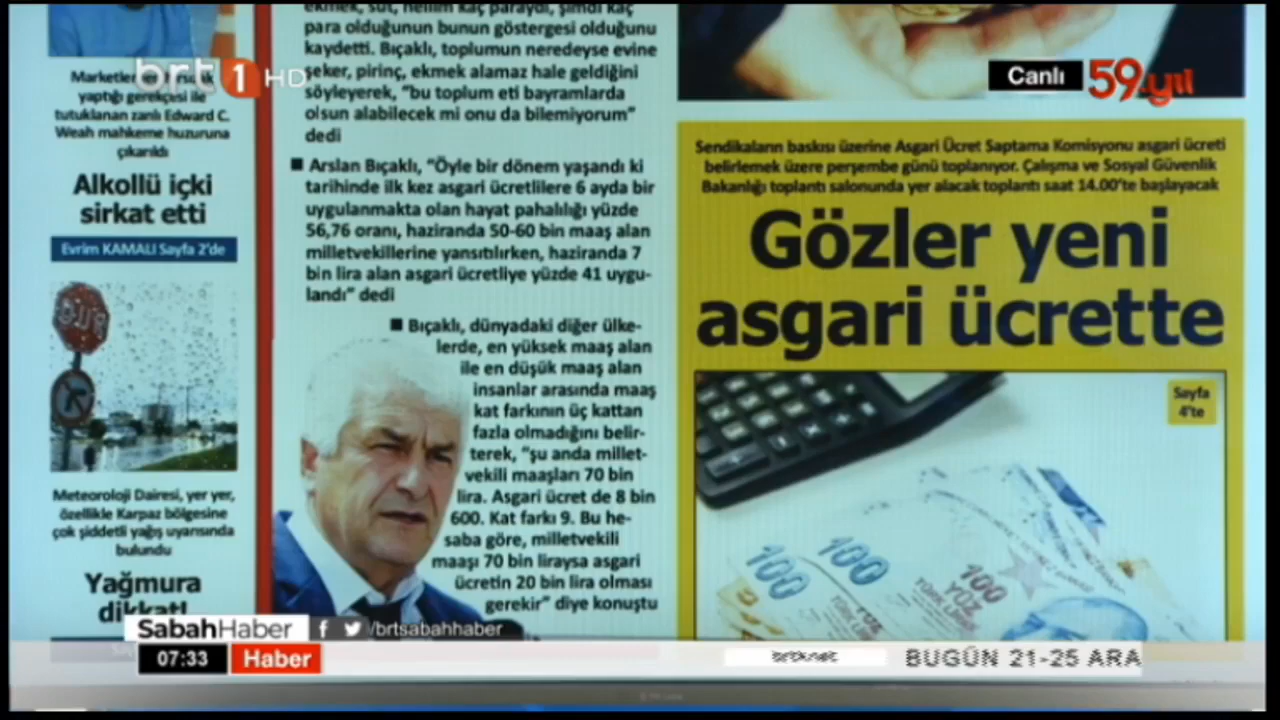 brt 1 HD
Canlı
59.yıl
Marketlerden
yaptığı gerekçesi ile
tutuklanan zanlı Edward C.
Weah mahkeme huzuruna
çıkarıldı
Alkollü içki
sirkat etti
Evrim KAMALI Sayfa 2'de
Meteoroloji Dairesi, yer yer,
özellikle Karpaz bölgesine
çok şiddetli yağış uyarısında
bulundu
Yağmura
dikkat!
ekmek, süt, hellim kaç paraydı, şimdi kaç
para olduğunun bunun göstergesi olduğunu
kaydetti. Bıçaklı, toplumun neredeyse evine
şeker, pirinç, ekmek alamaz hale geldiğini
söyleyerek, "bu toplum eti bayramlarda
olsun alabilecek mi onu da bilemiyorum"
dedi
■ Arslan Bıçaklı, "Öyle bir dönem yaşandı ki
tarihinde ilk kez asgari ücretlilere 6 ayda bir
uygulanmakta olan hayat pahalılığı yüzde
56,76 oranı, haziranda 50-60 bin maaş alan
milletvekillerine yansıtılırken, haziranda 7
bin lira alan asgari ücretliye yüzde 41 uygu-
landı" dedi
■ Bıçaklı, dünyadaki diğer ülke-
lerde, en yüksek maaş alan
ile en düşük maaş alan
insanlar arasında maaş
kat farkının üç kattan
fazla olmadığını belir-
terek, "şu anda millet-
vekili maaşları 70 bin
lira. Asgari ücret de 8 bin
600. Kat farkı 9. Bu he-
saba göre, milletvekili
maaşı 70 bin liraysa asgari
ücretin 20 bin lira olması
gerekir" diye konuştu
Sendikaların baskısı üzerine Asgari Ücret Saptama Komisyonu asgari ücreti
belirlemek üzere perşembe günü toplanıyor. Çalışma ve Sosyal Güvenlik
Bakanlığı toplantı salonunda yer alacak toplantı saat 14.00'te başlayacak
Gözler yeni
asgari ücrette
Sayfa
4'te
100
100
100
YÜZ
SabahHaber
/brtsabahhaber
07:33
Haber
BUGÜN 21-25 ARA